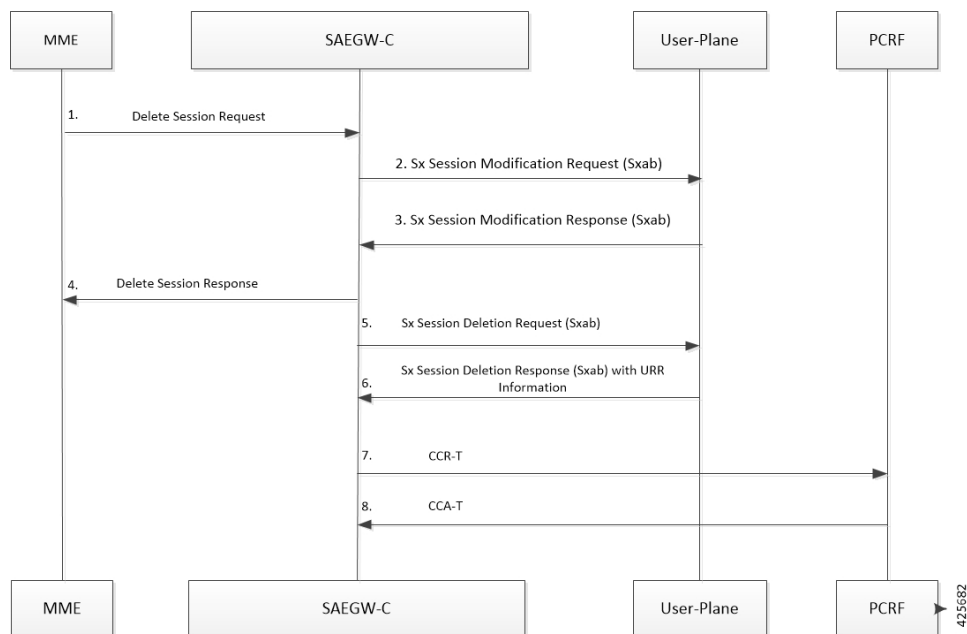 MME
SAEGW-C
User-Plane
PCRF
1.
Delete Session Request
2. Sx Session Modification Request (Sxab)
3. Sx Session Modification Response (Sxab)
4.
Delete Session Response
5.
Sx Session Deletion Request (Sxab)
6.
Sx Session Deletion Response (Sxab) with URR
Information
7.
CCR-T
8.
CCA-T
MME
SAEGW-C
User-Plane
PCRF
425682